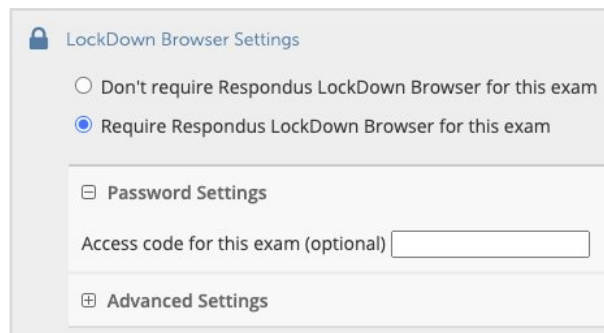 LockDown Browser Settings
Don't require Respondus LockDown Browser for this exam
Require Respondus LockDown Browser for this exam
Password Settings
Access code for this exam (optional)
Advanced Settings